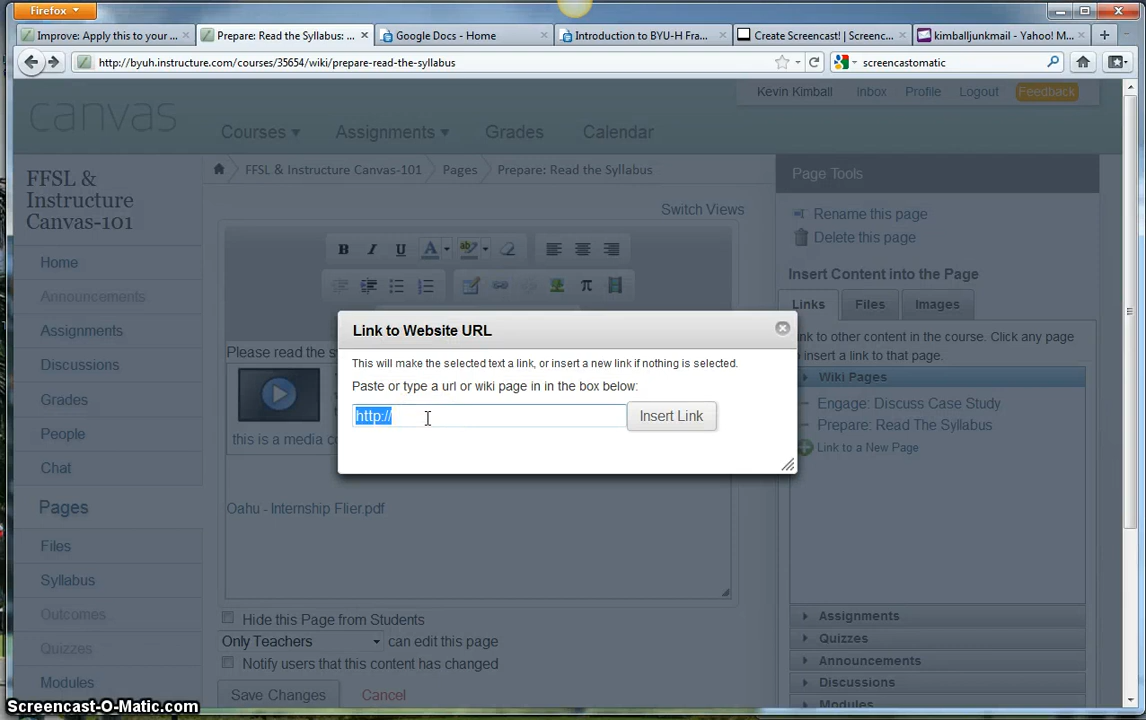 Firefox
Improve: Apply this to your ...
Prepare: Read the Syllabus: ...
Google Docs - Home
Introduction to BYU-H Fra...
Create Screencast! | Screenc...
kimballjunkmail - Yahoo! M...
http://byuh.instructure.com/courses/35654/wiki/prepare-read-the-syllabus
screencastomatic
Kevin Kimball
Inbox
Profile
Logout
Feedback
canvas
Courses
Assignments
Grades
Calendar
FFSL & Instructure Canvas-101
Pages
Prepare: Read the Syllabus
Page Tools
FFSL &
Instructure
Canvas-101
Switch Views
Rename this page
Delete this page
B I U A ab
π
Insert Content into the Page
Links
Files
Images
Home
Announcements
Assignments
Discussions
Grades
People
Chat
Pages
Files
Syllabus
Outcomes
Quizzes
Modules
Link to Website URL
This will make the selected text a link, or insert a new link if nothing is selected.
Paste or type a url or wiki page in in the box below:
http://
Insert Link
Please read the s
this is a media c
Oahu - Internship Flier.pdf
ink to other content in the course. Click any page
insert a link to that page.
Wiki Pages
Engage: Discuss Case Study
Prepare: Read The Syllabus
Link to a New Page
Assignments
Quizzes
Announcements
Discussions
Modules
Hide this Page from Students
Only Teachers can edit this page
Notify users that this content has changed
Save Changes
Cancel
Screencast-O-Matic.com